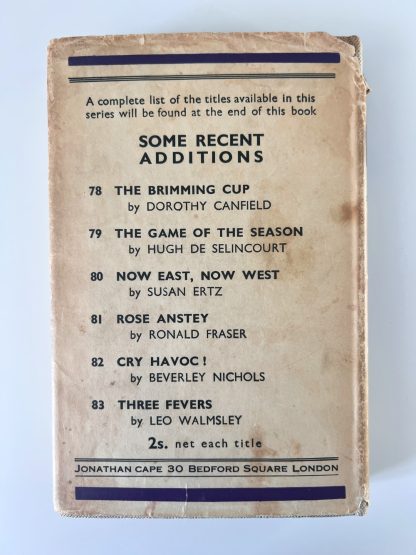 A complete list of the titles available in this
series will be found at the end of this book
SOME RECENT
ADDITIONS
78 THE BRIMMING CUP
by DOROTHY CANFIELD
79 THE GAME OF THE SEASON
by HUGH DE SELINCOURT
80 NOW EAST, NOW WEST
by SUSAN ERTZ
81 ROSE ANSTEY
by RONALD FRASER
82 CRY HAVOC!
by BEVERLEY NICHOLS
83 THREE FEVERS
by LEO WALMSLEY
2s. net each title
JONATHAN CAPE 30 BEDFORD SQUARE LONDON